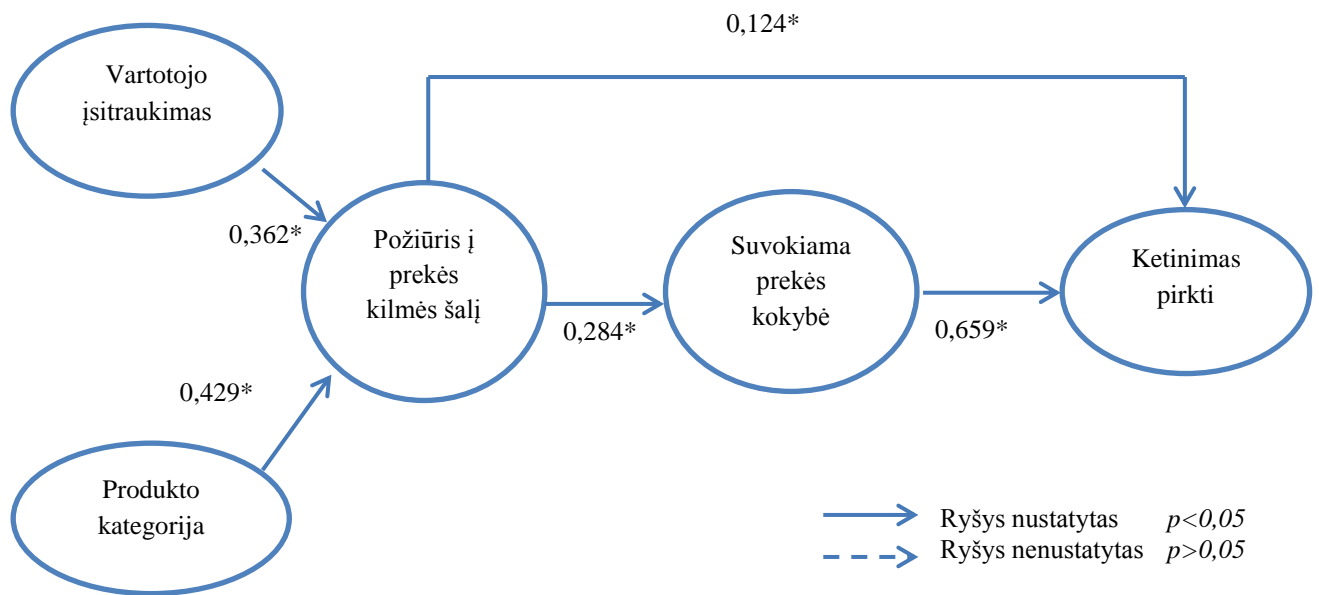 0,124*
Vartotojo
įsitraukimas
0,362*
Požiūris į
prekės
kilmės šalį
Suvokiama
prekės
kokybė
Ketinimas
pirkti
0,284*
0,659*
0,429*
Produkto
kategorija
Ryšys nustatytas p<0,05
Ryšys nenustatytas p>0,05